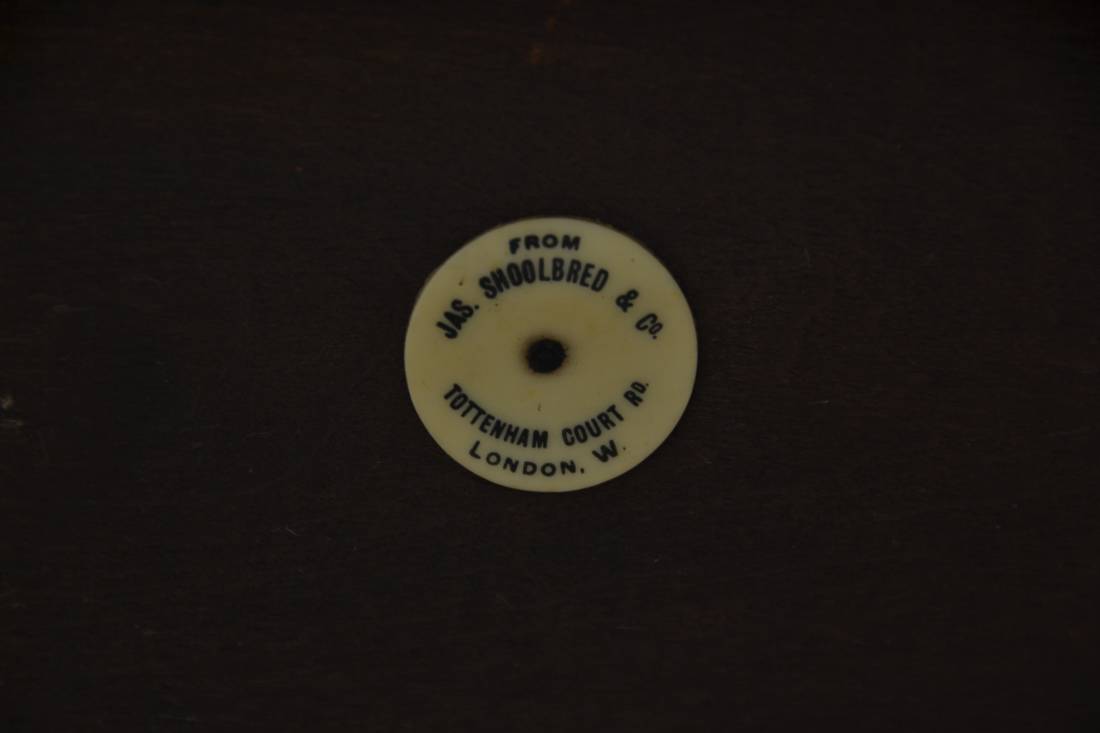 FROM
JAS. SHOOLBRED & Co.
TOTTENHAM COURT RD.
LONDON, W.